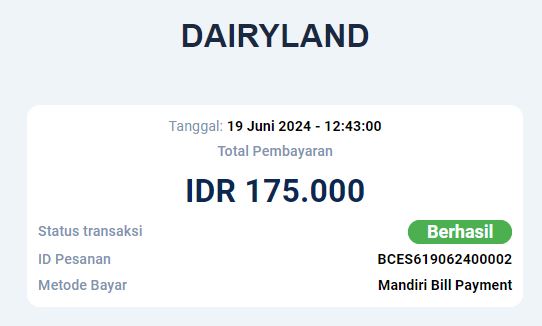 DAIRYLAND
Tanggal: 19 Juni 2024 - 12:43:00
Total Pembayaran
IDR 175.000
Status transaksi Berhasil
ID Pesanan BCES619062400002
Metode Bayar Mandiri Bill Payment